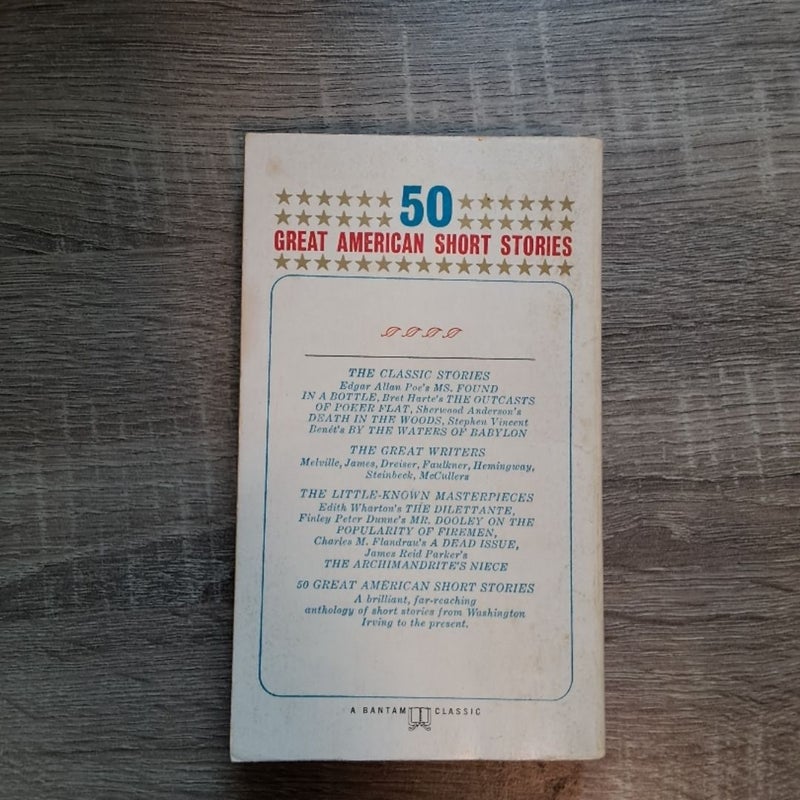 50
GREAT AMERICAN SHORT STORIES
THE CLASSIC STORIES
Edgar Allan Poe's MS. FOUND
IN A BOTTLE, Bret Harte's THE OUTCASTS
OF POKER FLAT, Sherwood Anderson's
DEATH IN THE WOODS, Stephen Vincent
Benét's BY THE WATERS OF BABYLON
THE GREAT WRITERS
Melville, James, Dreiser, Faulkner, Hemingway,
Steinbeck, McCullers
THE LITTLE-KNOWN MASTERPIECES
Edith Wharton's THE DILETTANTE,
Finley Peter Dunne's MR. DOOLEY ON THE
POPULARITY OF FIREMEN,
Charles M. Flandrau's A DEAD ISSUE,
James Reid Parker's
THE ARCHIMANDRITE'S NIECE
50 GREAT AMERICAN SHORT STORIES
A brilliant, far-reaching
anthology of short stories from Washington
Irving to the present.
A BANTAM CLASSIC